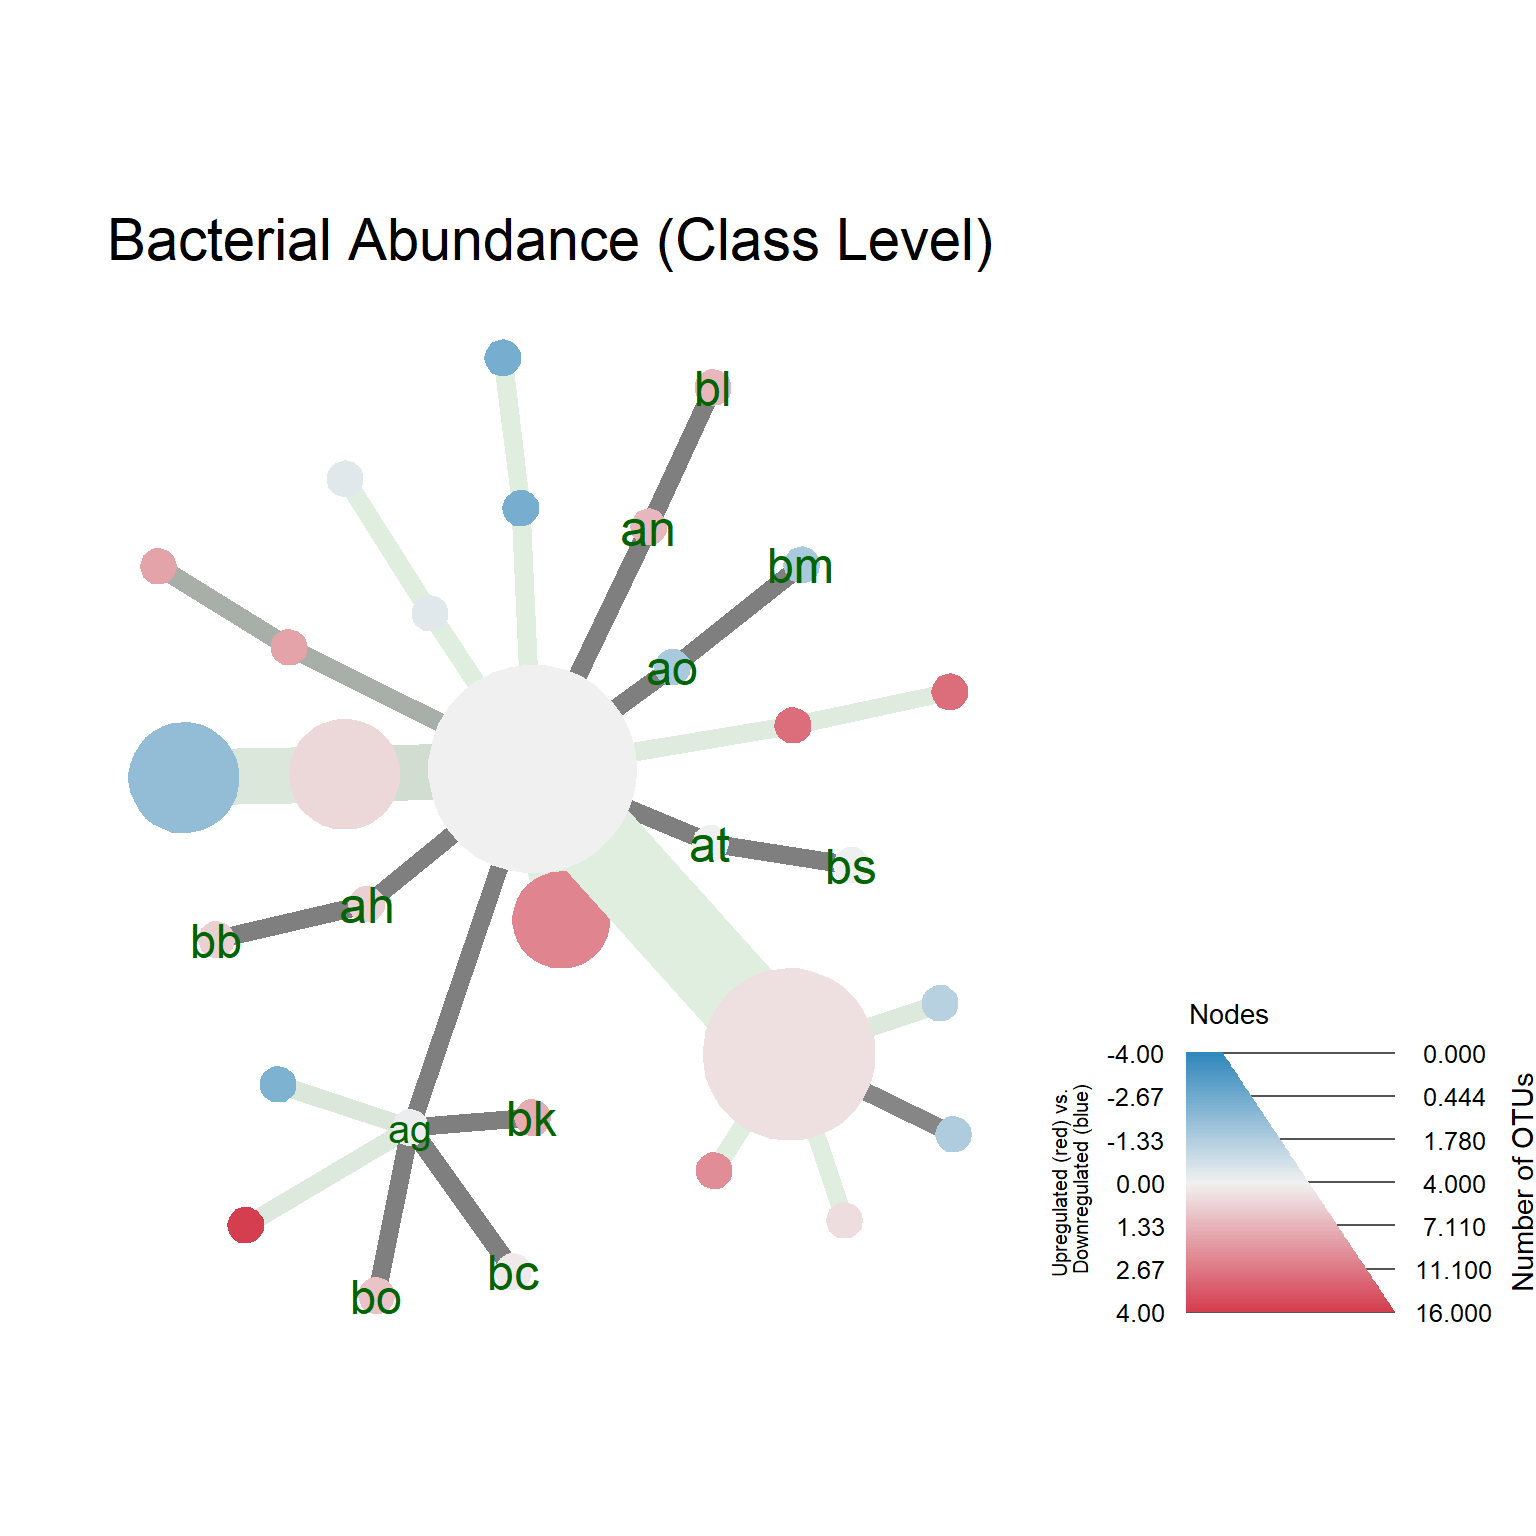 Bacterial Abundance (Class Level)
bl
an
bm
ao
at
bs
ah
bb
ag
bk
bc
bo
Nodes
-4.00 0.000
-2.67 0.444
-1.33 1.780
0.00 4.000
1.33 7.110
2.67 11.100
4.00 16.000
Upregulated (red) vs.
Downregulated (blue)
Number of OTUs